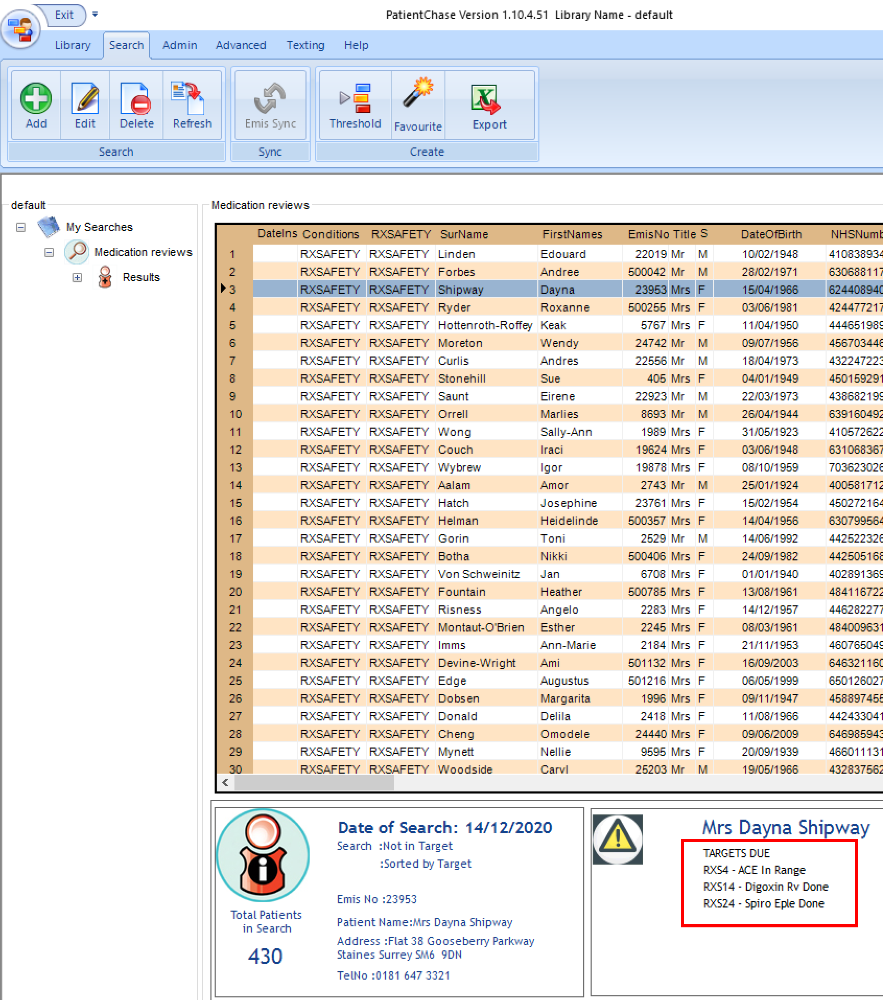 Exit
PatientChase Version 1.10.4.51 Library Name - default
Library Search Admin Advanced Texting Help
Add Edit Delete Refresh Emis Sync Threshold Favourite Export
Search Sync Create
default
My Searches
Medication reviews
Results
Medication reviews
DateIns Conditions RXSAFETY SurName FirstNames EmisNo Title S DateOfBirth NHSNumb
1 RXSAFETY RXSAFETY Linden Edouard 22019 Mr M 10/02/1948 410838934
2 RXSAFETY RXSAFETY Forbes Andree 500042 Mr M 28/02/1971 630688117
3 RXSAFETY RXSAFETY Shipway Dayna 23953 Mrs F 15/04/1966 624408940
4 RXSAFETY RXSAFETY Ryder Roxanne 500255 Mrs F 03/06/1981 424477217
5 RXSAFETY RXSAFETY Hottenroth-Roffey Keak 5767 Mrs F 11/04/1950 444651989
6 RXSAFETY RXSAFETY Moreton Wendy 24742 Mr M 09/07/1956 456703446
7 RXSAFETY RXSAFETY Curlis Andres 22556 Mr M 18/04/1973 432247223
8 RXSAFETY RXSAFETY Stonehill Sue 405 Mrs F 04/01/1949 450159291
9 RXSAFETY RXSAFETY Saunt Eirene 22923 Mr M 22/03/1973 438682199
10 RXSAFETY RXSAFETY Orrell Marlies 8693 Mr M 26/04/1944 639160492
11 RXSAFETY RXSAFETY Wong Sally-Ann 1989 Mrs F 31/05/1923 410572622
12 RXSAFETY RXSAFETY Couch Iraci 19624 Mrs F 03/06/1948 631068367
13 RXSAFETY RXSAFETY Wybrew Igor 19878 Mrs F 08/10/1959 703623026
14 RXSAFETY RXSAFETY Aalam Amor 2743 Mr M 25/01/1924 400581712
15 RXSAFETY RXSAFETY Hatch Josephine 23761 Mrs F 15/02/1954 450272164
16 RXSAFETY RXSAFETY Helman Heidelinde 500357 Mrs F 14/04/1956 630799564
17 RXSAFETY RXSAFETY Gorin Toni 2529 Mr M 14/06/1992 442522326
18 RXSAFETY RXSAFETY Botha Nikki 500406 Mrs F 24/09/1982 442505168
19 RXSAFETY RXSAFETY Von Schweinitz Jan 6708 Mrs F 01/01/1940 402891369
20 RXSAFETY RXSAFETY Fountain Heather 500785 Mrs F 13/08/1961 484116722
21 RXSAFETY RXSAFETY Risness Angelo 2283 Mrs F 14/12/1957 446282277
22 RXSAFETY RXSAFETY Montaut-O'Brien Esther 2245 Mrs F 08/03/1961 484009631
23 RXSAFETY RXSAFETY Imms Ann-Marie 2184 Mrs F 21/11/1953 460765049
24 RXSAFETY RXSAFETY Devine-Wright Ami 501132 Mrs F 16/09/2003 646321160
25 RXSAFETY RXSAFETY Edge Augustus 501216 Mrs F 06/05/1999 650126027
26 RXSAFETY RXSAFETY Dobsen Margarita 1996 Mrs F 09/11/1947 458897455
27 RXSAFETY RXSAFETY Donald Delila 2418 Mrs F 11/08/1966 442433041
28 RXSAFETY RXSAFETY Cheng Omodele 24440 Mrs F 09/06/2009 646985943
29 RXSAFETY RXSAFETY Mynett Nellie 9595 Mrs F 20/09/1939 466011131
30 RXSAFETY RXSAFETY Woodside Caryl 25203 Mr M 19/05/1966 432837562
Total Patients
in Search
430
Date of Search: 14/12/2020
Search :Not in Target
:Sorted by Target
Emis No :23953
Patient Name:Mrs Dayna Shipway
Address :Flat 38 Gooseberry Parkway
Staines Surrey SM6 9DN
TelNo :0181 647 3321
Mrs Dayna Shipway
TARGETS DUE
RXS4 - ACE In Range
RXS14 - Digoxin Rv Done
RXS24 - Spiro Eple Done